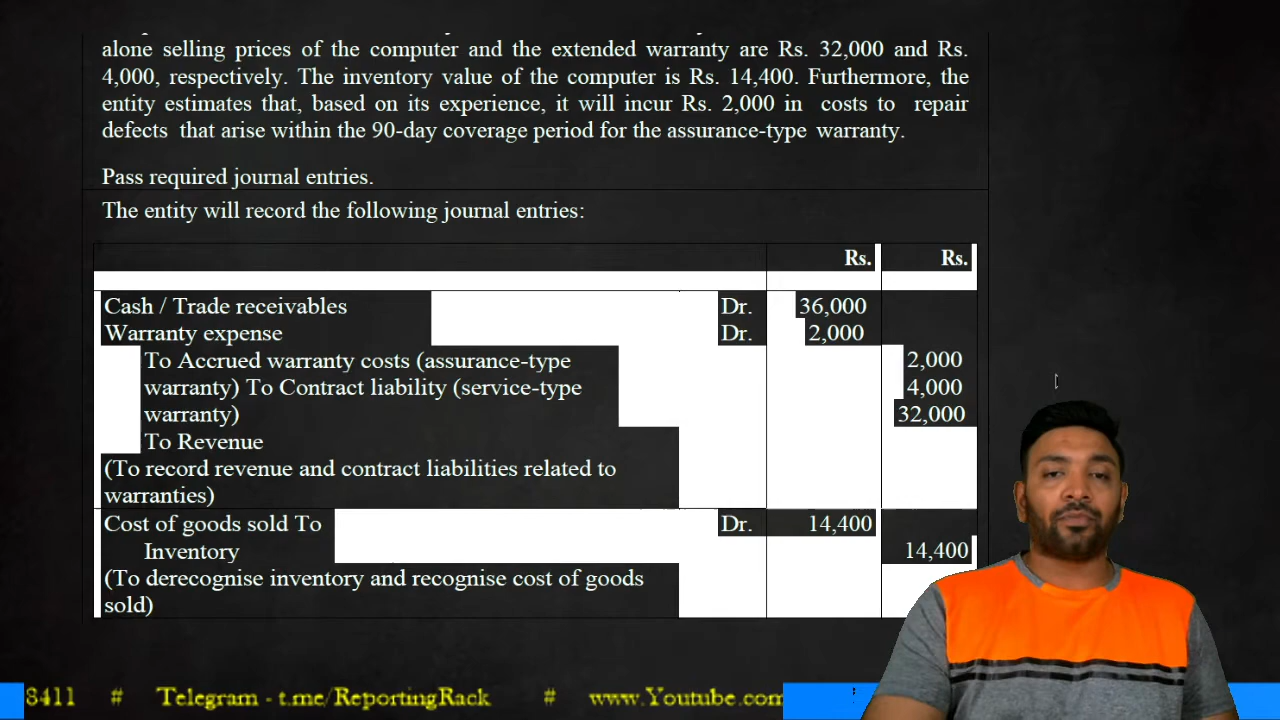 alone selling prices of the computer and the extended warranty are Rs. 32,000 and Rs.
4,000, respectively. The inventory value of the computer is Rs. 14,400. Furthermore, the
entity estimates that, based on its experience, it will incur Rs. 2,000 in costs to repair
defects that arise within the 90-day coverage period for the assurance-type warranty.
Pass required journal entries.
The entity will record the following journal entries:
Rs. Rs.
Cash / Trade receivables Dr. 36,000
Warranty expense Dr. 2,000
To Accrued warranty costs (assurance-type 2,000
warranty) To Contract liability (service-type 4,000
warranty) 32,000
To Revenue
(To record revenue and contract liabilities related to
warranties)
Cost of goods sold To Dr. 14,400
Inventory 14,400
(To derecognise inventory and recognise cost of goods
sold)
8411 # Telegram - t.me/ReportingRack # www.Youtube.com